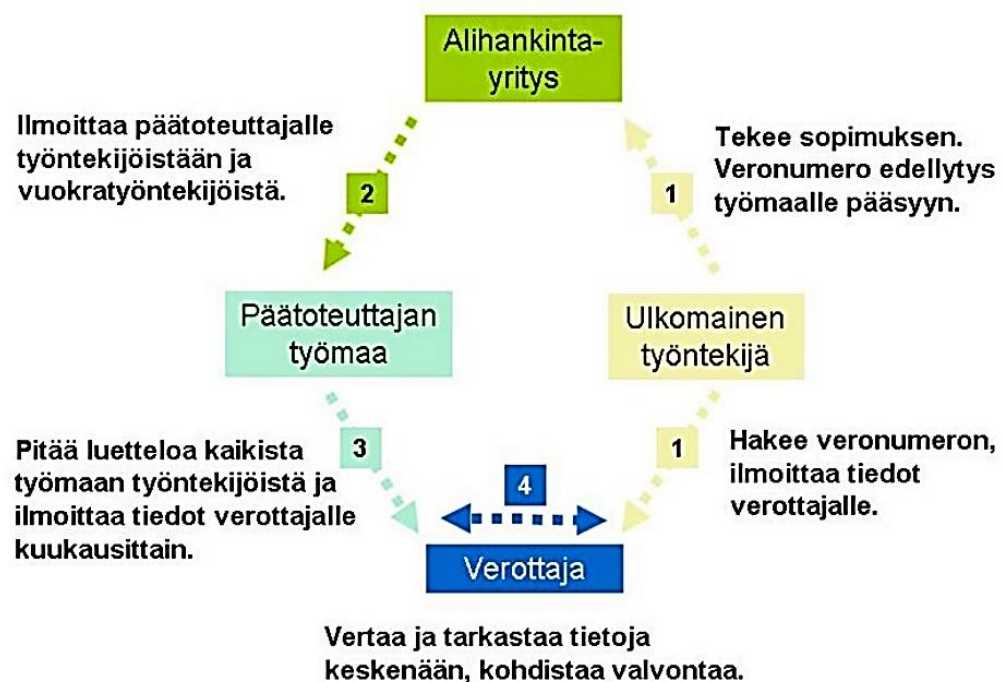 Alihankinta-
yritys
Ilmoittaa päätoteuttajalle
työntekijöistään ja
vuokratyöntekijöistä.
2
1
Tekee sopimuksen.
Veronumero edellytys
työmaalle pääsyyn.
Päätoteuttajan
työmaa
Ulkomainen
työntekijä
Pitää luetteloa kaikista
työmaan työntekijöistä ja
ilmoittaa tiedot verottajalle
kuukausittain.
3
4
1
Hakee veronumeron,
ilmoittaa tiedot
verottajalle.
Verottaja
Vertaa ja tarkastaa tietoja
keskenään, kohdistaa valvontaa.